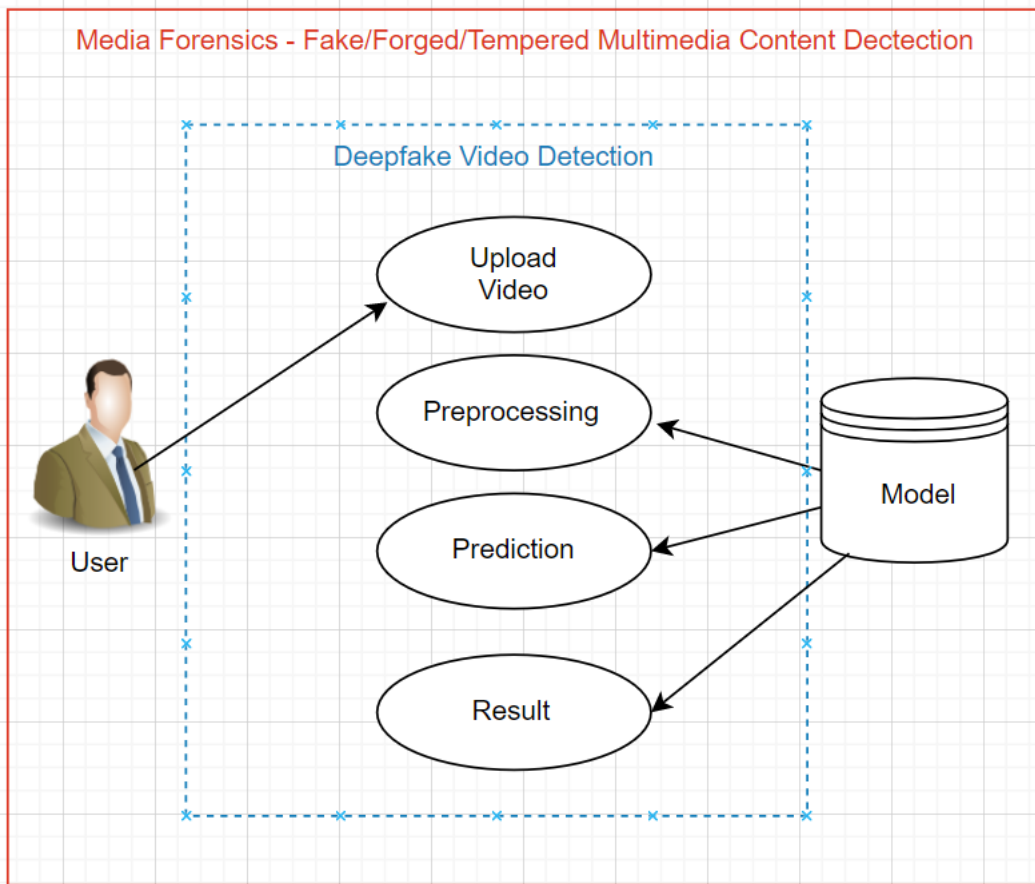 Media Forensics - Fake/Forged/Tempered Multimedia Content Dectection
Deepfake Video Detection
Upload
Video
Preprocessing
Model
Prediction
User
Result